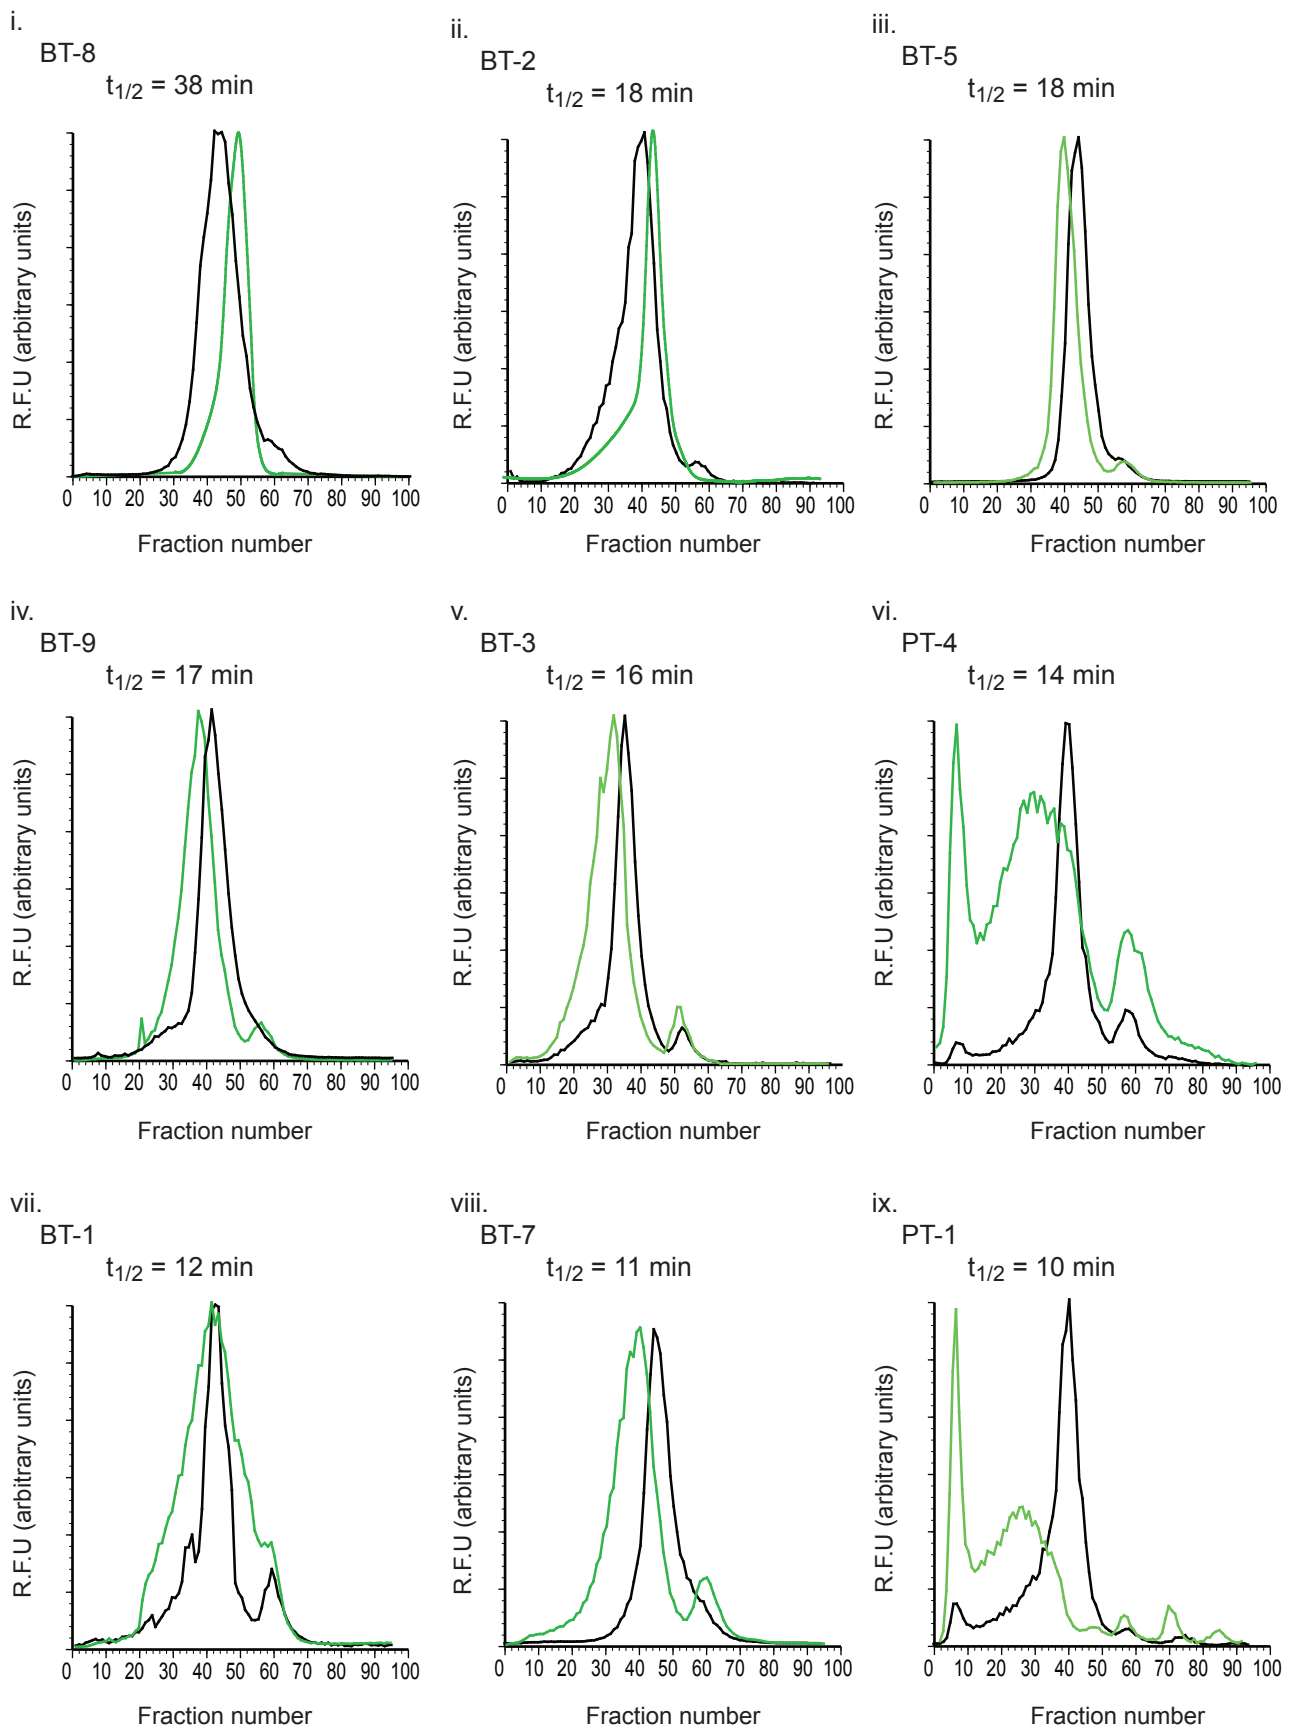 i.
BT-8
t1/2 = 38 min
R.F.U (arbitrary units)
0 10 20 30 40 50 60 70 80 90 100
Fraction number
ii.
BT-2
t1/2 = 18 min
R.F.U (arbitrary units)
0 10 20 30 40 50 60 70 80 90 100
Fraction number
iii.
BT-5
t1/2 = 18 min
R.F.U (arbitrary units)
0 10 20 30 40 50 60 70 80 90 100
Fraction number
iv.
BT-9
t1/2 = 17 min
R.F.U (arbitrary units)
0 10 20 30 40 50 60 70 80 90 100
Fraction number
v.
BT-3
t1/2 = 16 min
R.F.U (arbitrary units)
0 10 20 30 40 50 60 70 80 90 100
Fraction number
vi.
PT-4
t1/2 = 14 min
R.F.U (arbitrary units)
0 10 20 30 40 50 60 70 80 90 100
Fraction number
vii.
BT-1
t1/2 = 12 min
R.F.U (arbitrary units)
0 10 20 30 40 50 60 70 80 90 100
Fraction number
viii.
BT-7
t1/2 = 11 min
R.F.U (arbitrary units)
0 10 20 30 40 50 60 70 80 90 100
Fraction number
ix.
PT-1
t1/2 = 10 min
R.F.U (arbitrary units)
0 10 20 30 40 50 60 70 80 90 100
Fraction number